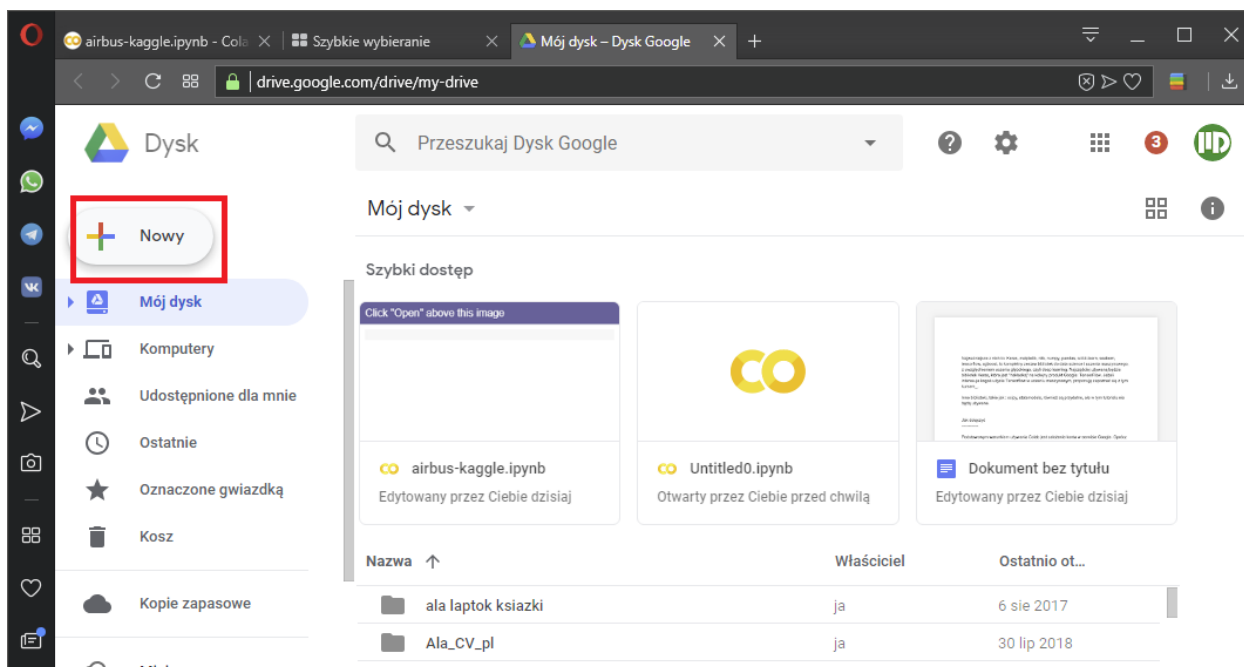 airbus-kaggle.ipynb - Cola
Szybkie wybieranie
Mój dysk – Dysk Google
drive.google.com/drive/my-drive
Dysk
Przeszukaj Dysk Google
3
Nowy
Mój dysk
Szybki dostęp
Mój dysk
Komputery
Udostępnione dla mnie
Ostatnie
Oznaczone gwiazdką
Kosz
Kopie zapasowe
Click "Open" above this image
airbus-kaggle.ipynb
Edytowany przez Ciebie dzisiaj
Untitled0.ipynb
Otwarty przez Ciebie przed chwilą
Dokument bez tytułu
Edytowany przez Ciebie dzisiaj
Nazwa Właściciel Ostatnio ot...
ala laptok ksiazki ja 6 sie 2017
Ala_CV_pl ja 30 lip 2018